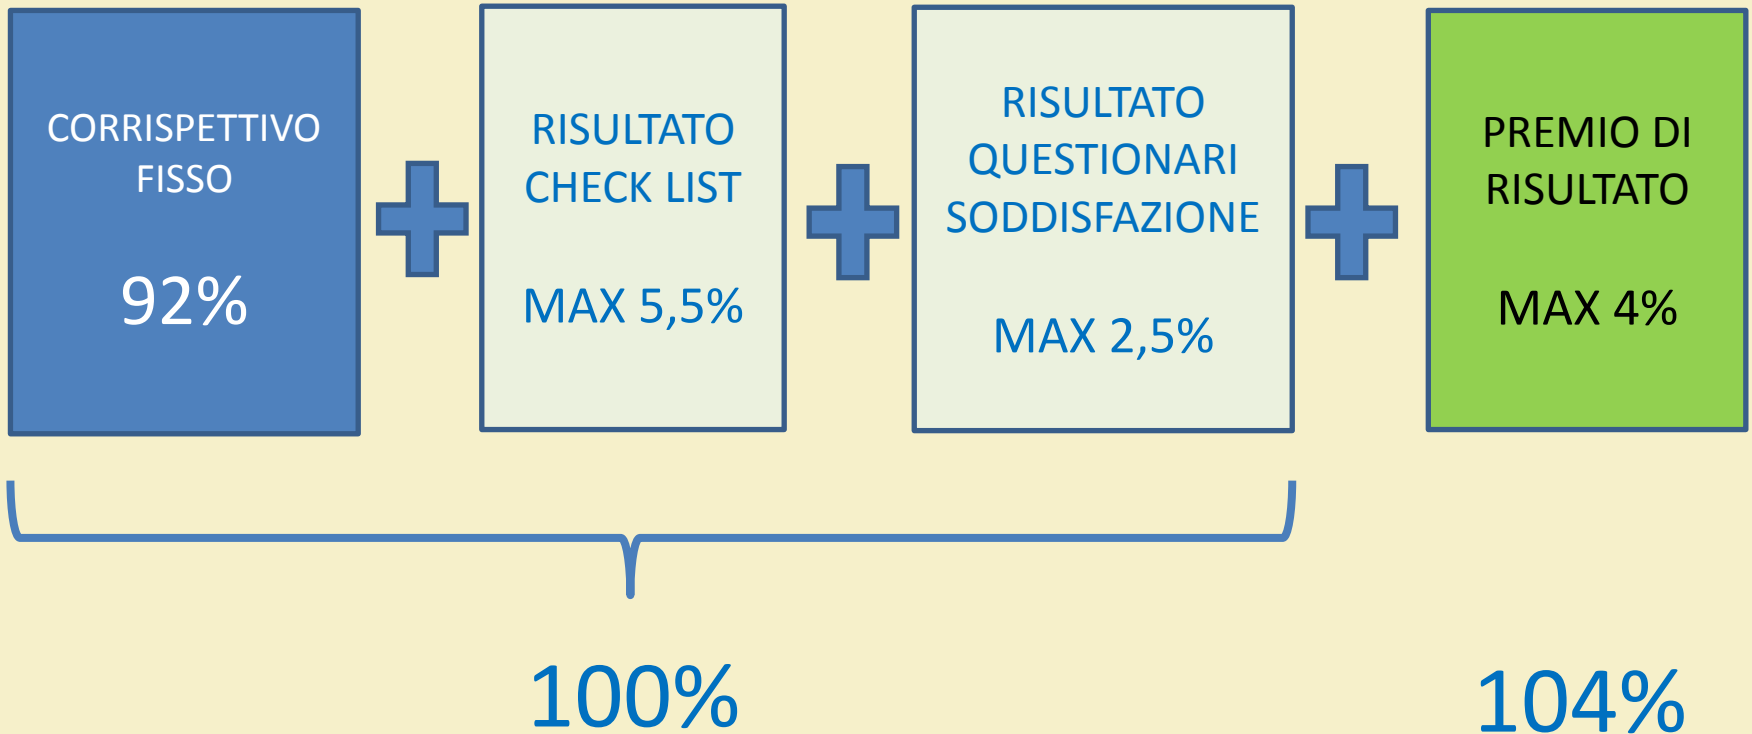 CORRISPETTIVO
FISSO
92%
RISULTATO
CHECK LIST
MAX 5,5%
RISULTATO
QUESTIONARI
SODDISFAZIONE
MAX 2,5%
PREMIO DI
RISULTATO
MAX 4%
100%
104%